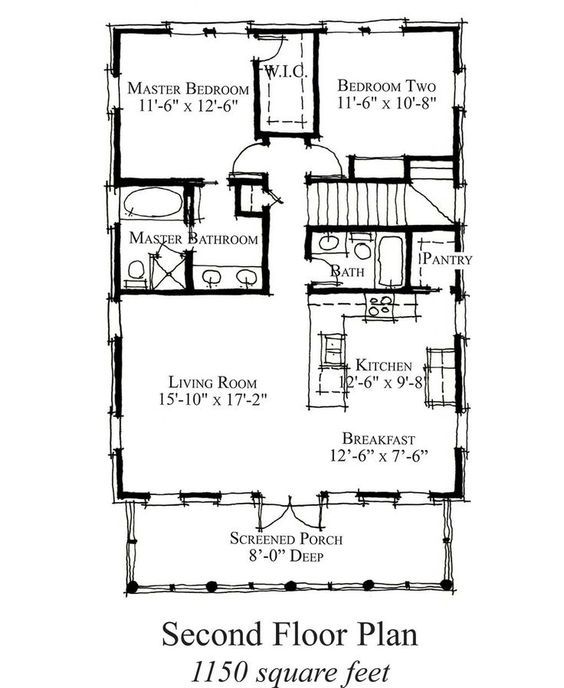 W.I.C.
MASTER BEDROOM
11'-6" X 12'-6"
BEDROOM TWO
11'-6" X 10'-8"
MASTER BATHROOM
BATH
PANTRY
LIVING ROOM
15'-10" X 17'-2"
KITCHEN
12'-6" X 9'-8"
BREAKFAST
12'-6" X 7'-6"
SCREENED PORCH
8'-0" DEEP
Second Floor Plan
1150 square feet